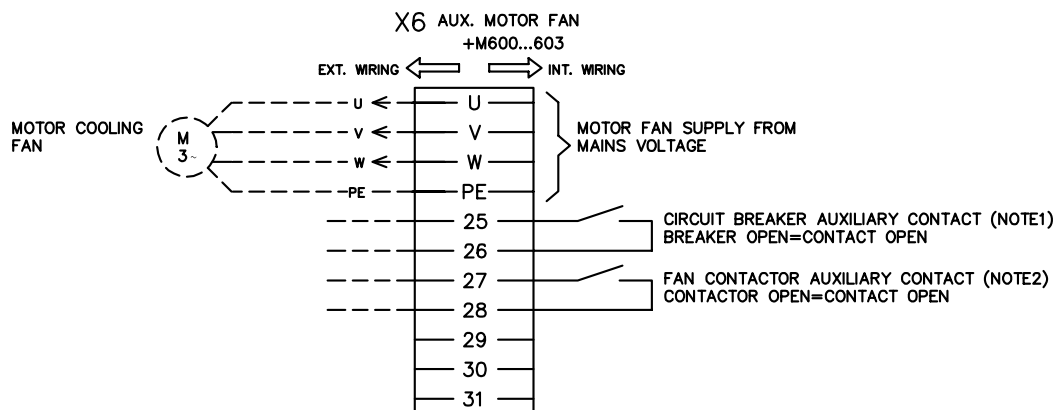 X6 AUX. MOTOR FAN
+M600...603
EXT. WIRING
INT. WIRING
MOTOR COOLING
FAN
M
3~
U
V
W
PE
U
V
W
PE
25
26
27
28
29
30
31
MOTOR FAN SUPPLY FROM
MAINS VOLTAGE
CIRCUIT BREAKER AUXILIARY CONTACT (NOTE1)
BREAKER OPEN=CONTACT OPEN
FAN CONTACTOR AUXILIARY CONTACT (NOTE2)
CONTACTOR OPEN=CONTACT OPEN